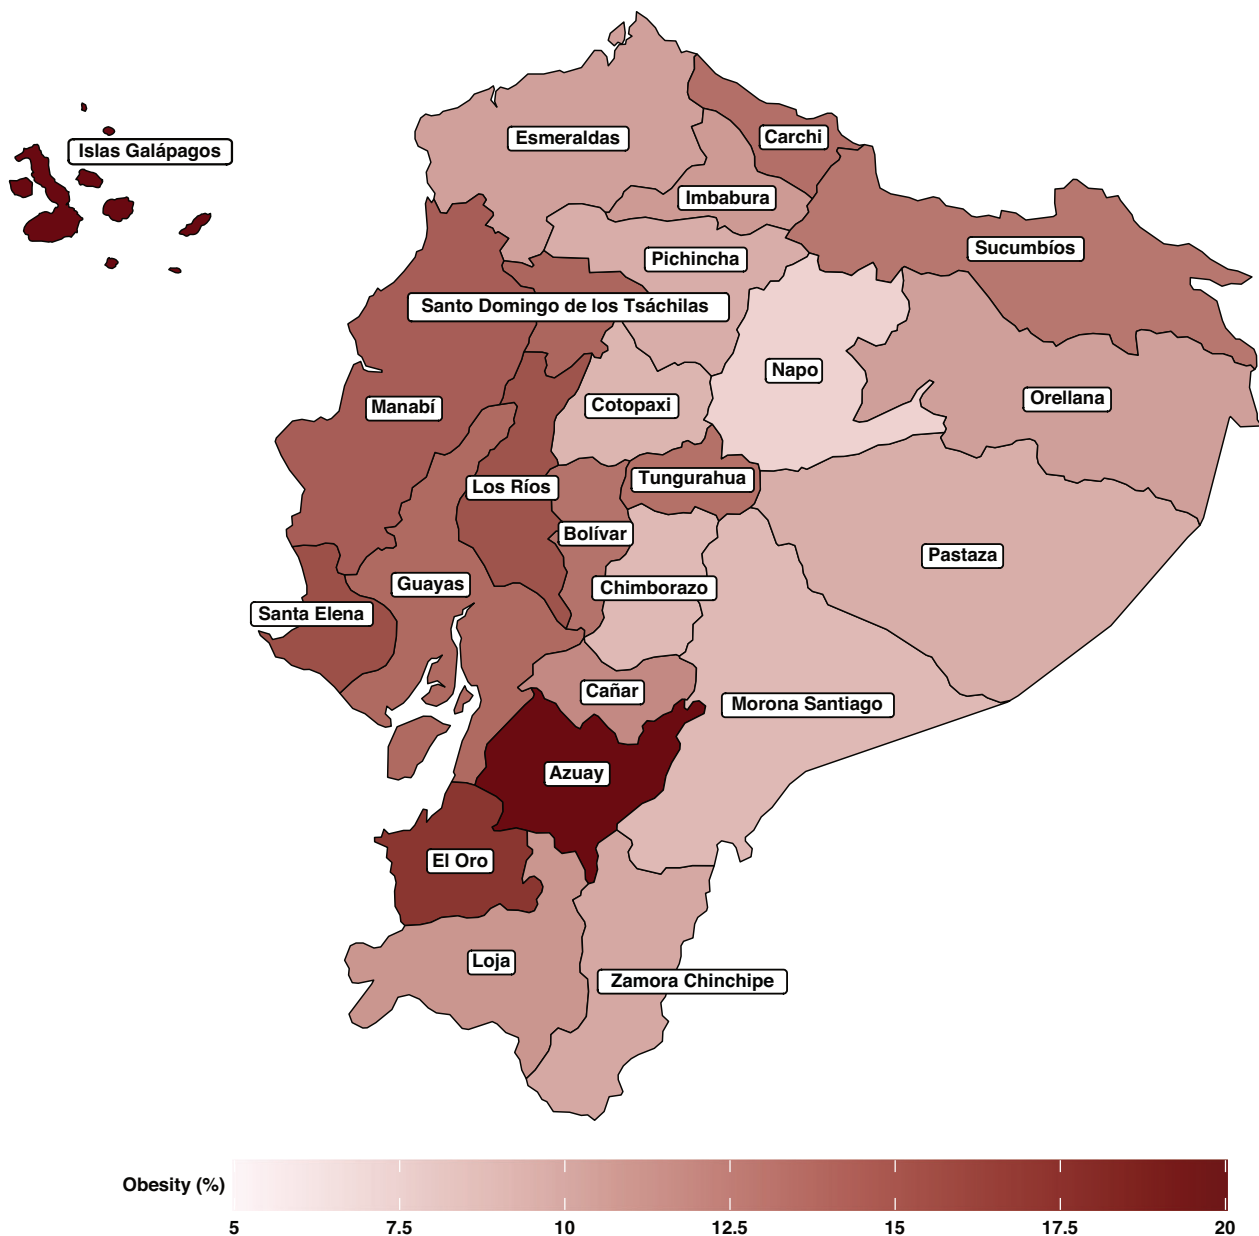 Islas Galápagos
Esmeraldas
Carchi
Imbabura
Sucumbíos
Pichincha
Santo Domingo de los Tsáchilas
Napo
Orellana
Manabí
Cotopaxi
Tungurahua
Los Ríos
Bolívar
Pastaza
Guayas
Chimborazo
Santa Elena
Cañar
Morona Santiago
Azuay
El Oro
Loja
Zamora Chinchipe
Obesity (%)
5 7.5 10 12.5 15 17.5 20